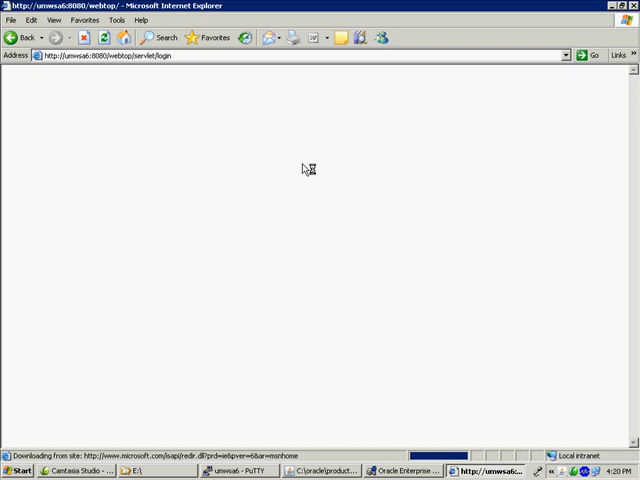 http://umwsa6:8080/webtop/ - Microsoft Internet Explorer
File Edit View Favorites Tools Help
Back Search Favorites
Address http://umwsa6:8080/webtop/servlet/login Go Links »
Downloading from site: http://www.microsoft.com/isapi/redir.dll?prd=ie&pver=6&ar=msnhome Local intranet
Start Camtasia Studio - ... E:\ umwsa6 - PuTTY C:\oracle\product... Oracle Enterprise ... http://umwsa6:... « 4:20 PM